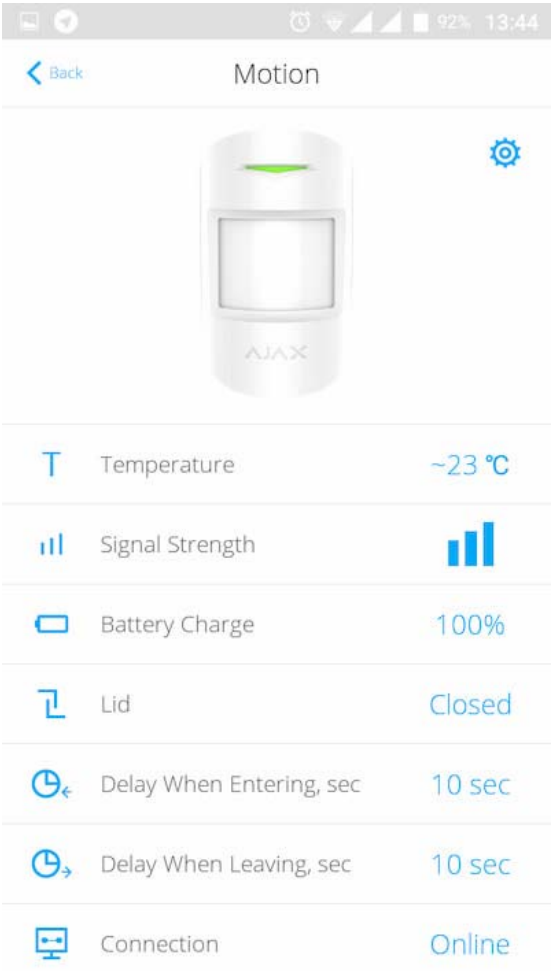 92% 13:44
Back Motion
AJAX
T Temperature ~23 °C
Signal Strength
Battery Charge 100%
Lid Closed
Delay When Entering, sec 10 sec
Delay When Leaving, sec 10 sec
Connection Online